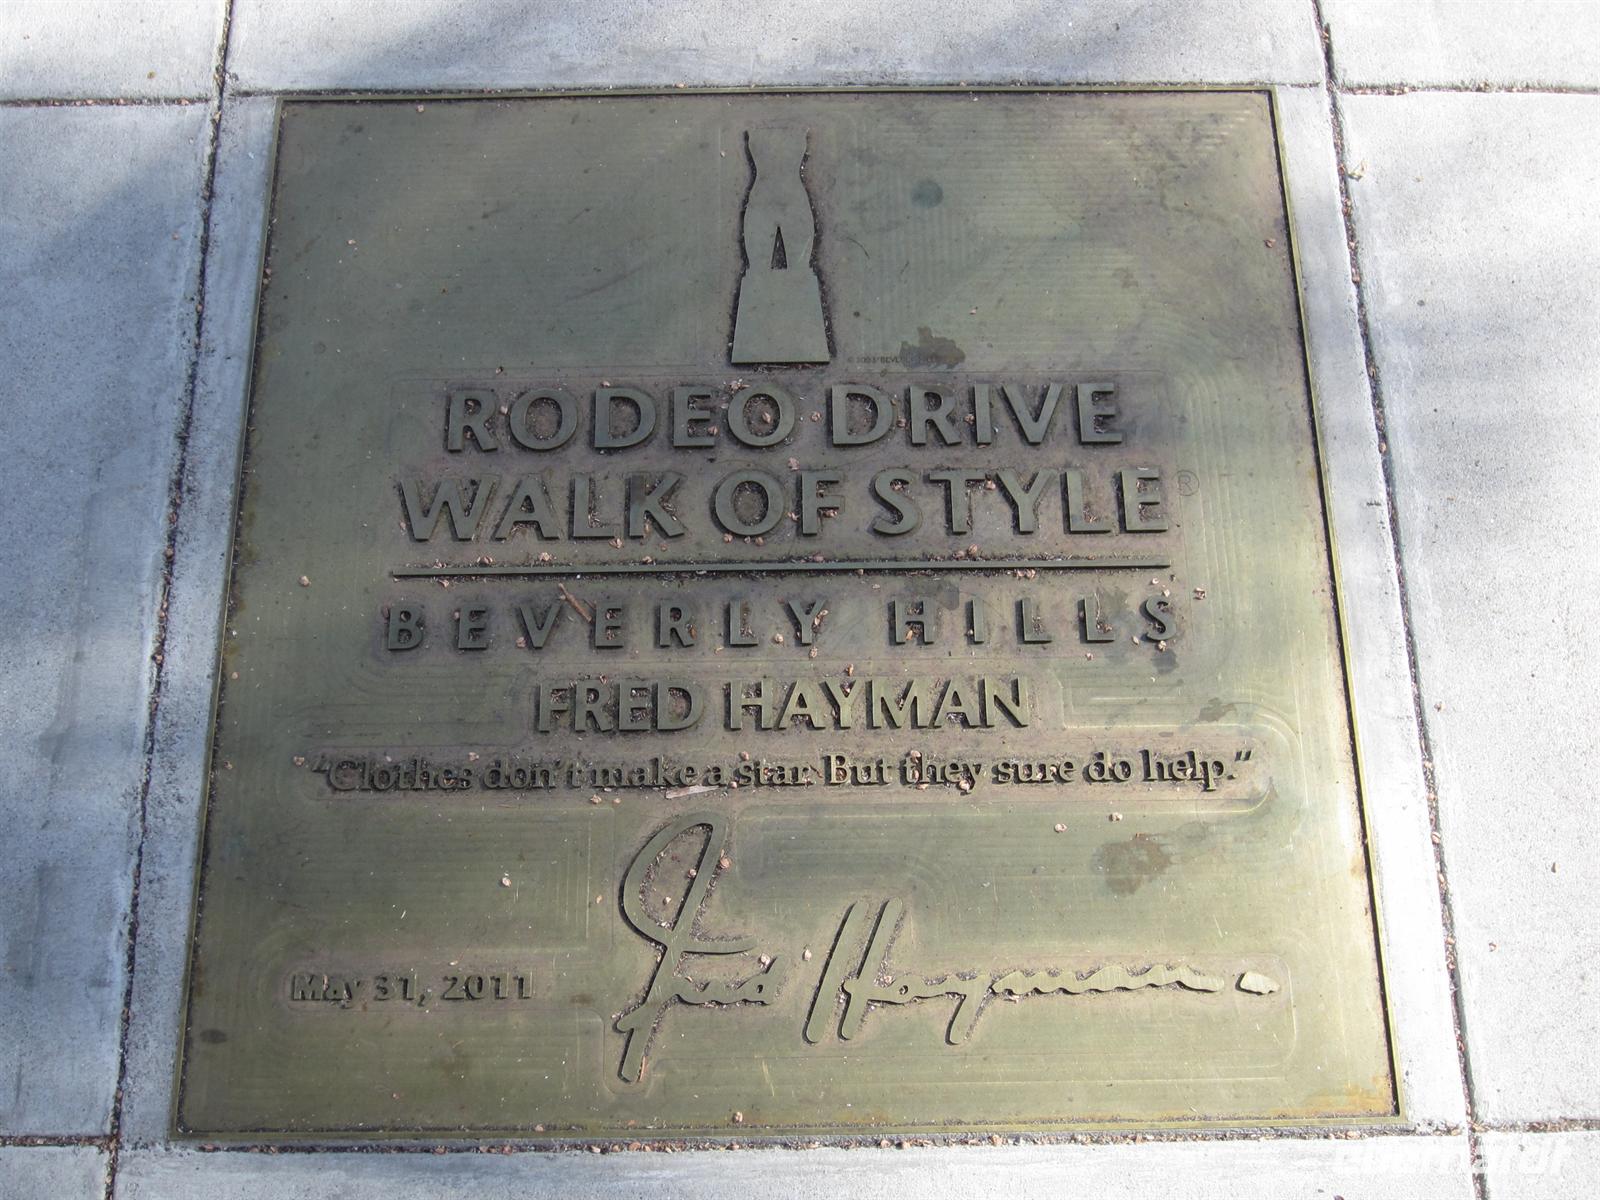 RODEO DRIVE
WALK OF STYLE®
BEVERLY HILLS
FRED HAYMAN
"Clothes don't make a star. But they sure do help."
May 31, 2011
Fred Hayman
eberhardt